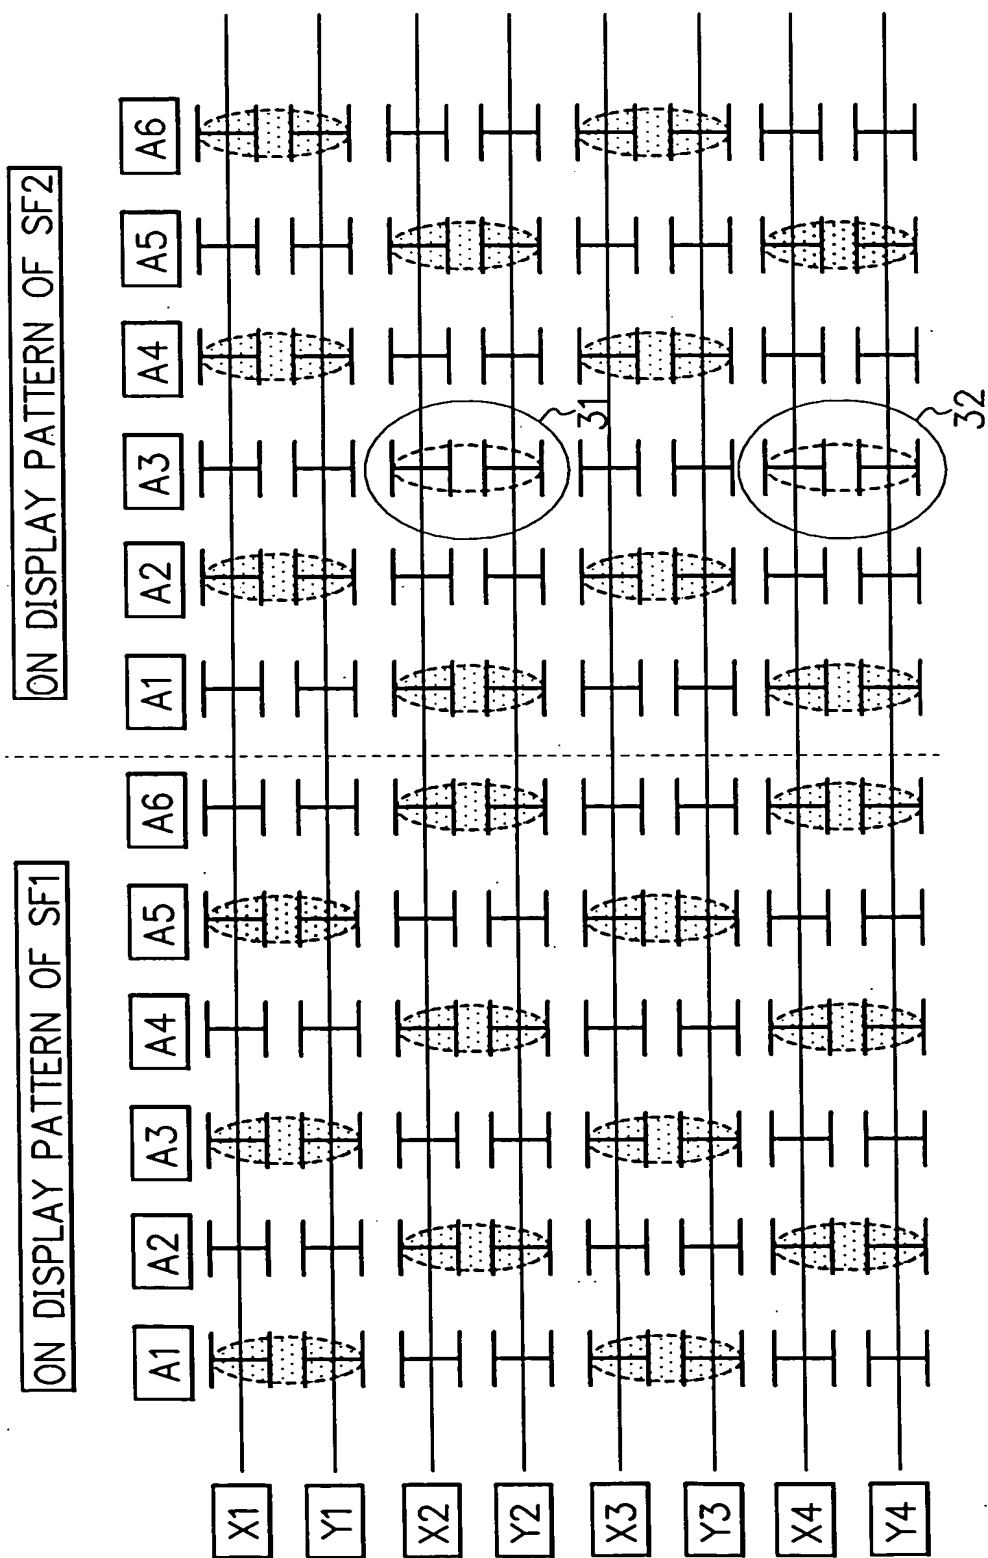 ON DISPLAY PATTERN OF SF1
ON DISPLAY PATTERN OF SF2
A1 A2 A3 A4 A5 A6 A1 A2 A3 A4 A5 A6
X1
Y1
X2
Y2
31
X3
Y3
X4
Y4
32